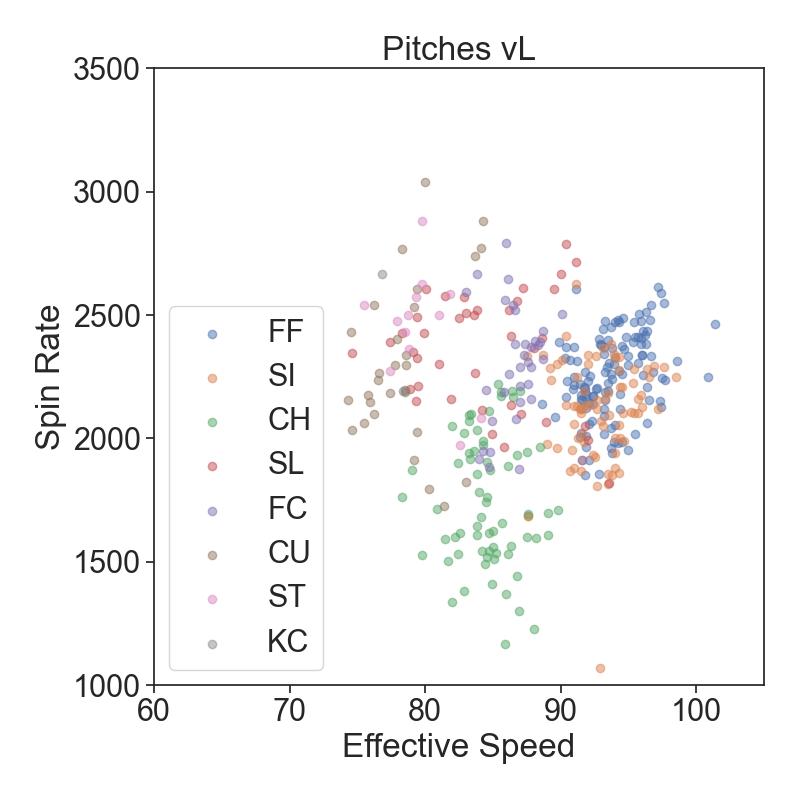 Pitches vL
3500
3000
2500
2000
1500
1000
Spin Rate
FF
SI
CH
SL
FC
CU
ST
KC
60
70
80
90
100
Effective Speed